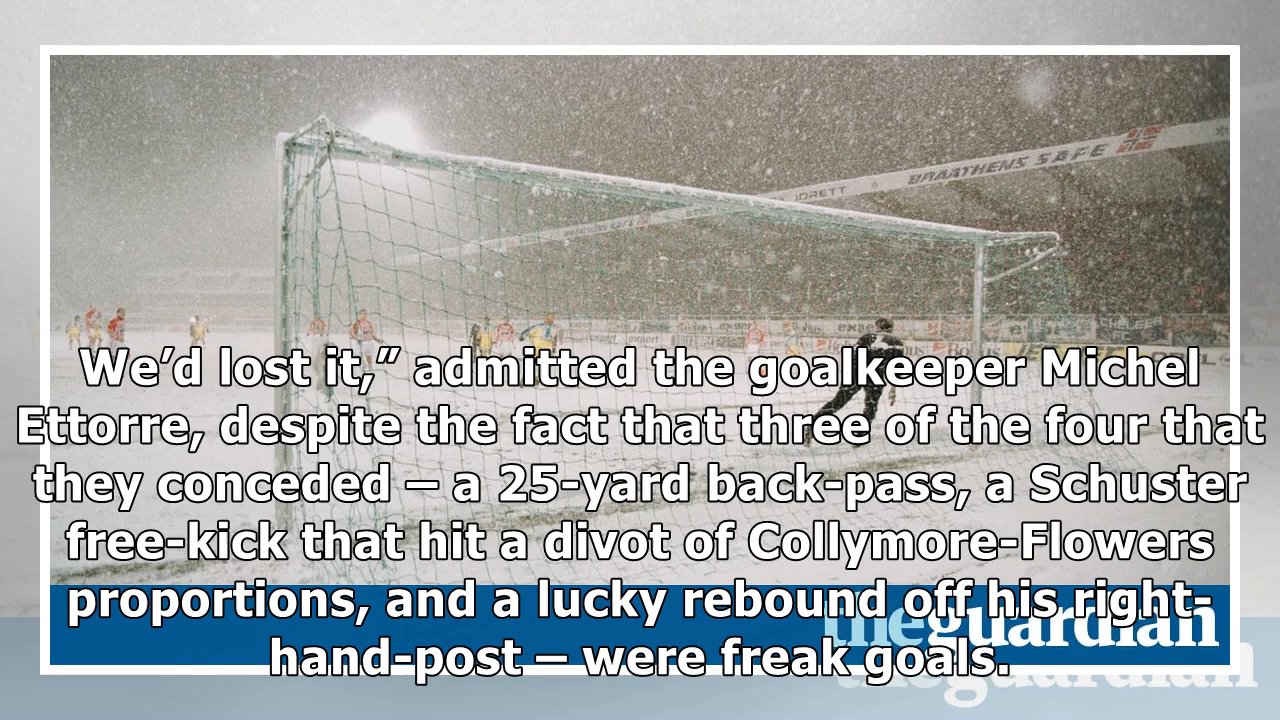 IDRETT
BRAATHENS SAFE
We’d lost it,” admitted the goalkeeper Michel
Ettorre, despite the fact that three of the four that
they conceded – a 25-yard back-pass, a Schuster
free-kick that hit a divot of Collymore-Flowers
proportions, and a lucky rebound off his right-
hand-post – were freak goals.
theguardian
theguardian